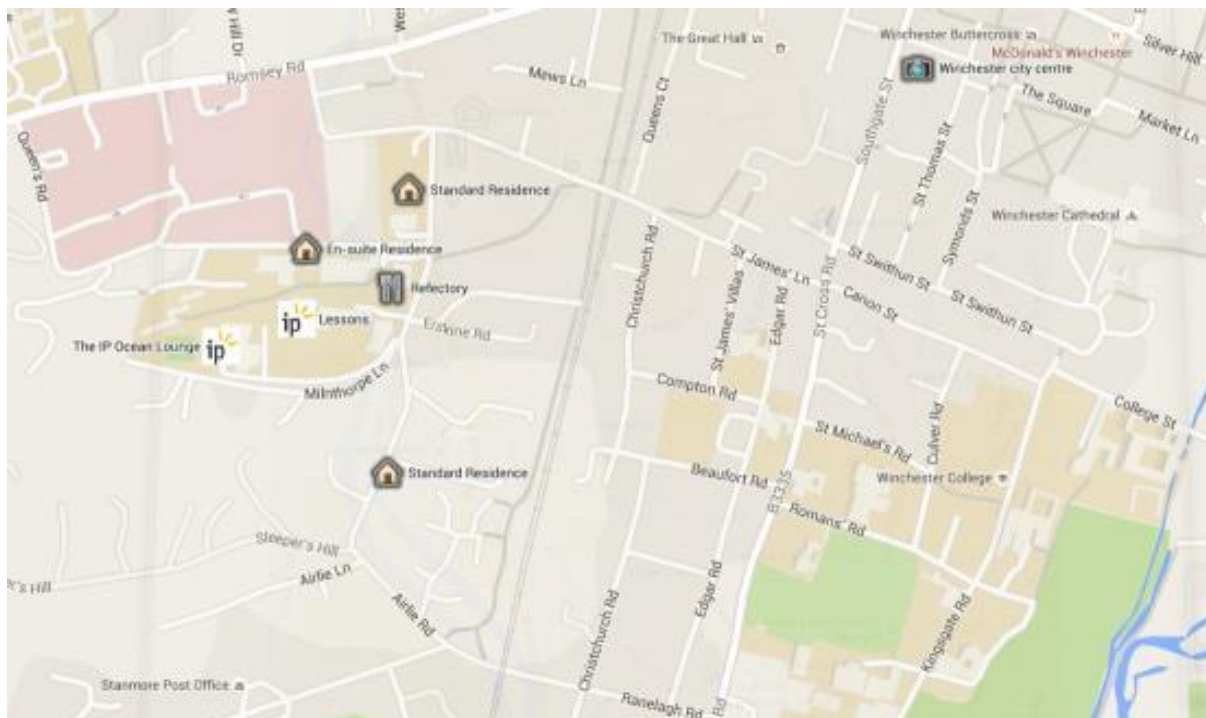 Hill Dr
Romsey Rd
Mews Ln
Queens Ct
The Great Hall
Winchester Buttercross
McDonald's Winchester
Winchester city centre
Silver Hill
The Square
Market Ln
Southgate St
St Thomas St
Symonds St
Winchester Cathedral
Queen's Rd
Standard Residence
En-suite Residence
Refectory
ip
Lessons
The IP Ocean Lounge
ip
Erskine Rd
Milnthorpe Ln
Christchurch Rd
St James' Ln
St James' Villas
Edgar Rd
St Cross Rd
Canon St
St Swithun St
St Swithun St
College St
Compton Rd
St Michael's Rd
Culver Rd
Winchester College
Beaufort Rd
B3335
Romans' Rd
Standard Residence
Sleeper's Hill
Airlie Ln
Airlie Rd
Christchurch Rd
Edgar Rd
Kingsgate Rd
Stanmore Post Office
Ranelagh Rd
Rd